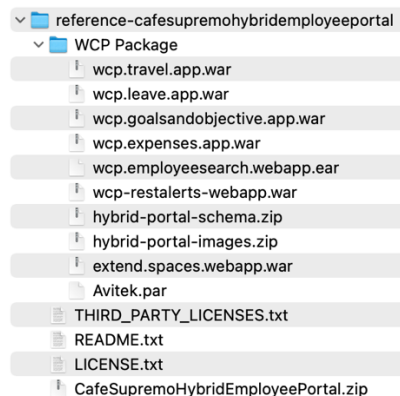 reference-cafesupremohybridemployeeportal
WCP Package
wcp.travel.app.war
wcp.leave.app.war
wcp.goalsandobjective.app.war
wcp.expenses.app.war
wcp.employeesearch.webapp.ear
wcp-restalerts-webapp.war
hybrid-portal-schema.zip
hybrid-portal-images.zip
extend.spaces.webapp.war
Avitek.par
THIRD_PARTY_LICENSES.txt
README.txt
LICENSE.txt
CafeSupremoHybridEmployeePortal.zip